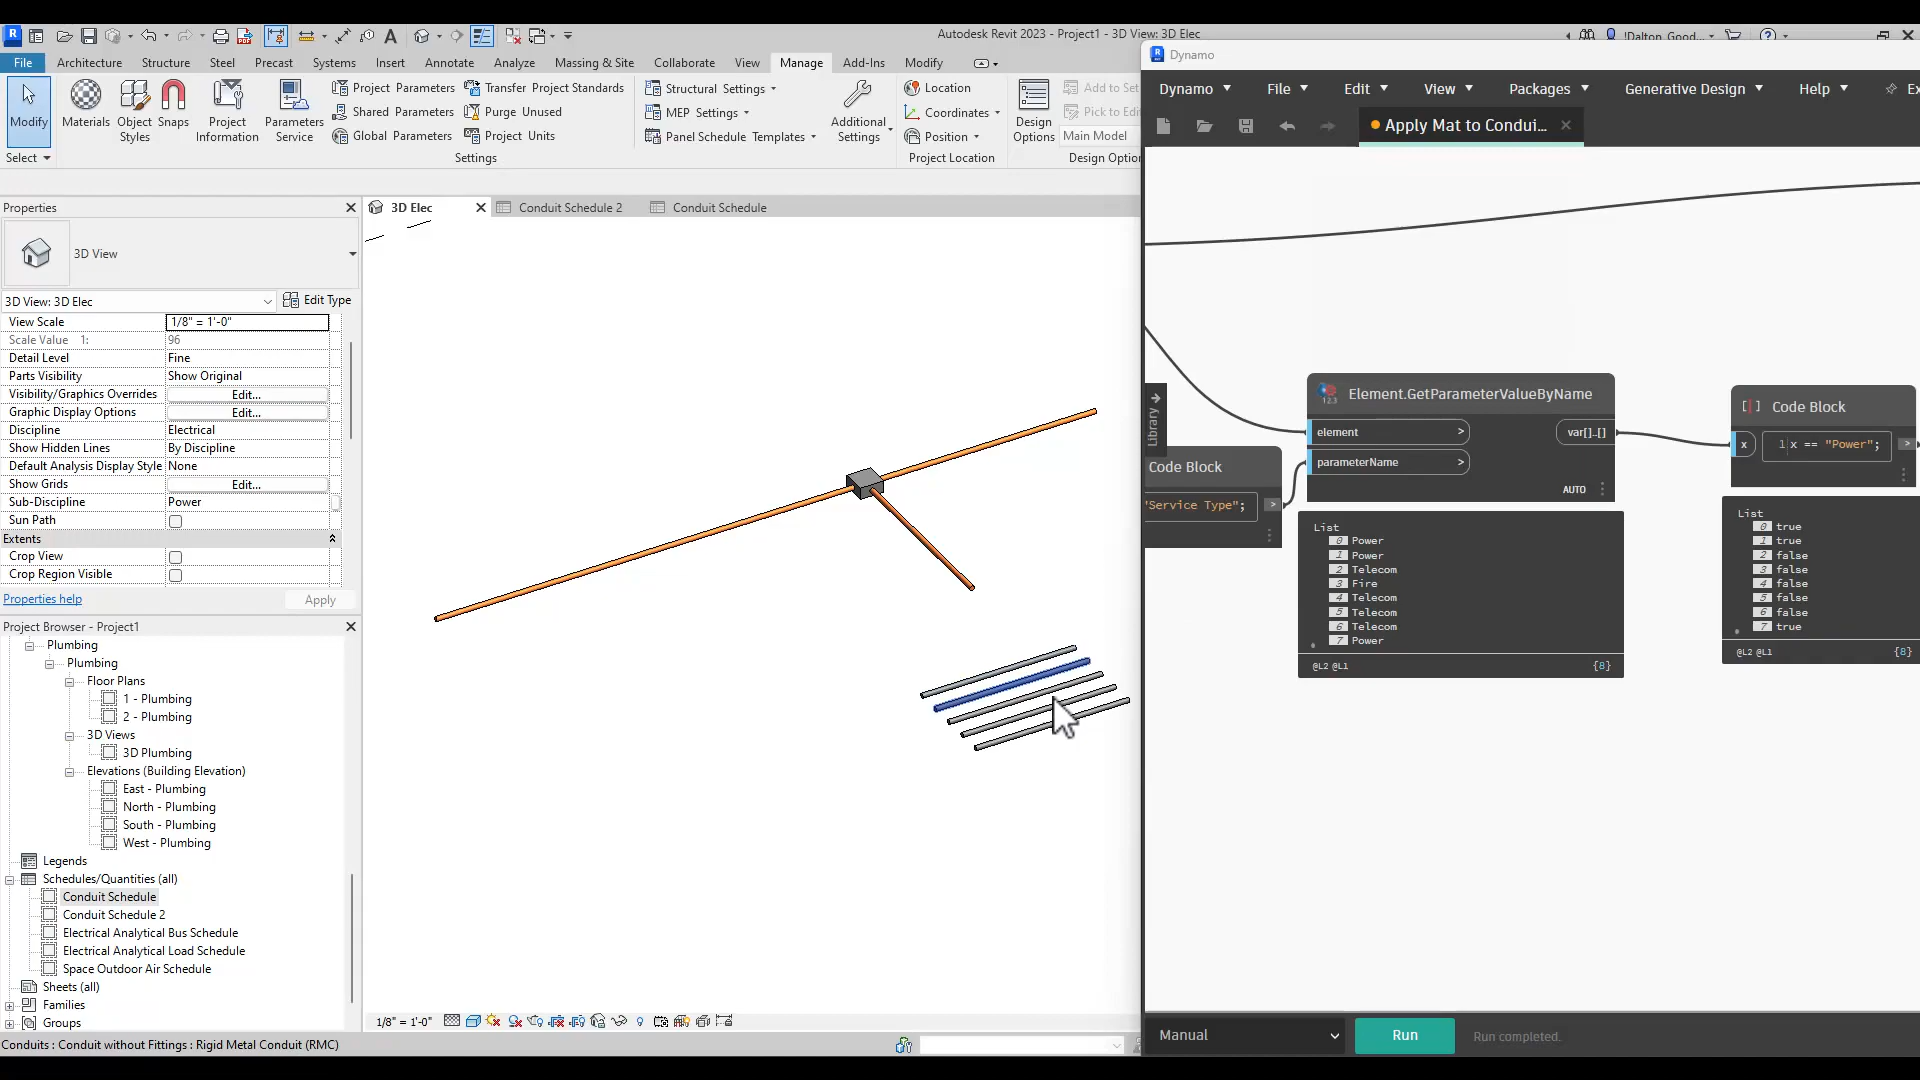 Autodesk Revit 2023 - Project1 - 3D View: 3D Elec
!Dalton_Good...
File Architecture Structure Steel Precast Systems Insert Annotate Analyze Massing & Site Collaborate View Manage Add-Ins Modify
Modify
Select
Materials
Object Styles
Snaps
Project Information
Parameters Service
Project Parameters
Shared Parameters
Global Parameters
Transfer Project Standards
Purge Unused
Project Units
Settings
Structural Settings
MEP Settings
Panel Schedule Templates
Additional Settings
Location
Coordinates
Position
Project Location
Design Options
Add to Set
Pick to Edi
Main Model
Design Option
Properties
3D View
3D View: 3D Elec
Edit Type
View Scale 1/8" = 1'-0"
Scale Value 1: 96
Detail Level Fine
Parts Visibility Show Original
Visibility/Graphics Overrides Edit...
Graphic Display Options Edit...
Discipline Electrical
Show Hidden Lines By Discipline
Default Analysis Display Style None
Show Grids Edit...
Sub-Discipline Power
Sun Path
Extents
Crop View
Crop Region Visible
Properties help
Apply
Project Browser - Project1
Plumbing
Plumbing
Floor Plans
1 - Plumbing
2 - Plumbing
3D Views
3D Plumbing
Elevations (Building Elevation)
East - Plumbing
North - Plumbing
South - Plumbing
West - Plumbing
Legends
Schedules/Quantities (all)
Conduit Schedule
Conduit Schedule 2
Electrical Analytical Bus Schedule
Electrical Analytical Load Schedule
Space Outdoor Air Schedule
Sheets (all)
Families
Groups
Conduits : Conduit without Fittings : Rigid Metal Conduit (RMC)
3D Elec
Conduit Schedule 2
Conduit Schedule
1/8" = 1'-0"
Dynamo
Dynamo File Edit View Packages Generative Design Help Ex
Apply Mat to Condui...
Library
Code Block
"Service Type";
>
Element.GetParameterValueByName
element >
parameterName >
var[]..[]
AUTO
List
0 Power
1 Power
2 Telecom
3 Fire
4 Telecom
5 Telecom
6 Telecom
7 Power
@L2 @L1 {8}
Code Block
x
1 x == "Power";
>
List
0 true
1 true
2 false
3 false
4 false
5 false
6 false
7 true
@L2 @L1 {8}
Manual
Run
Run completed.